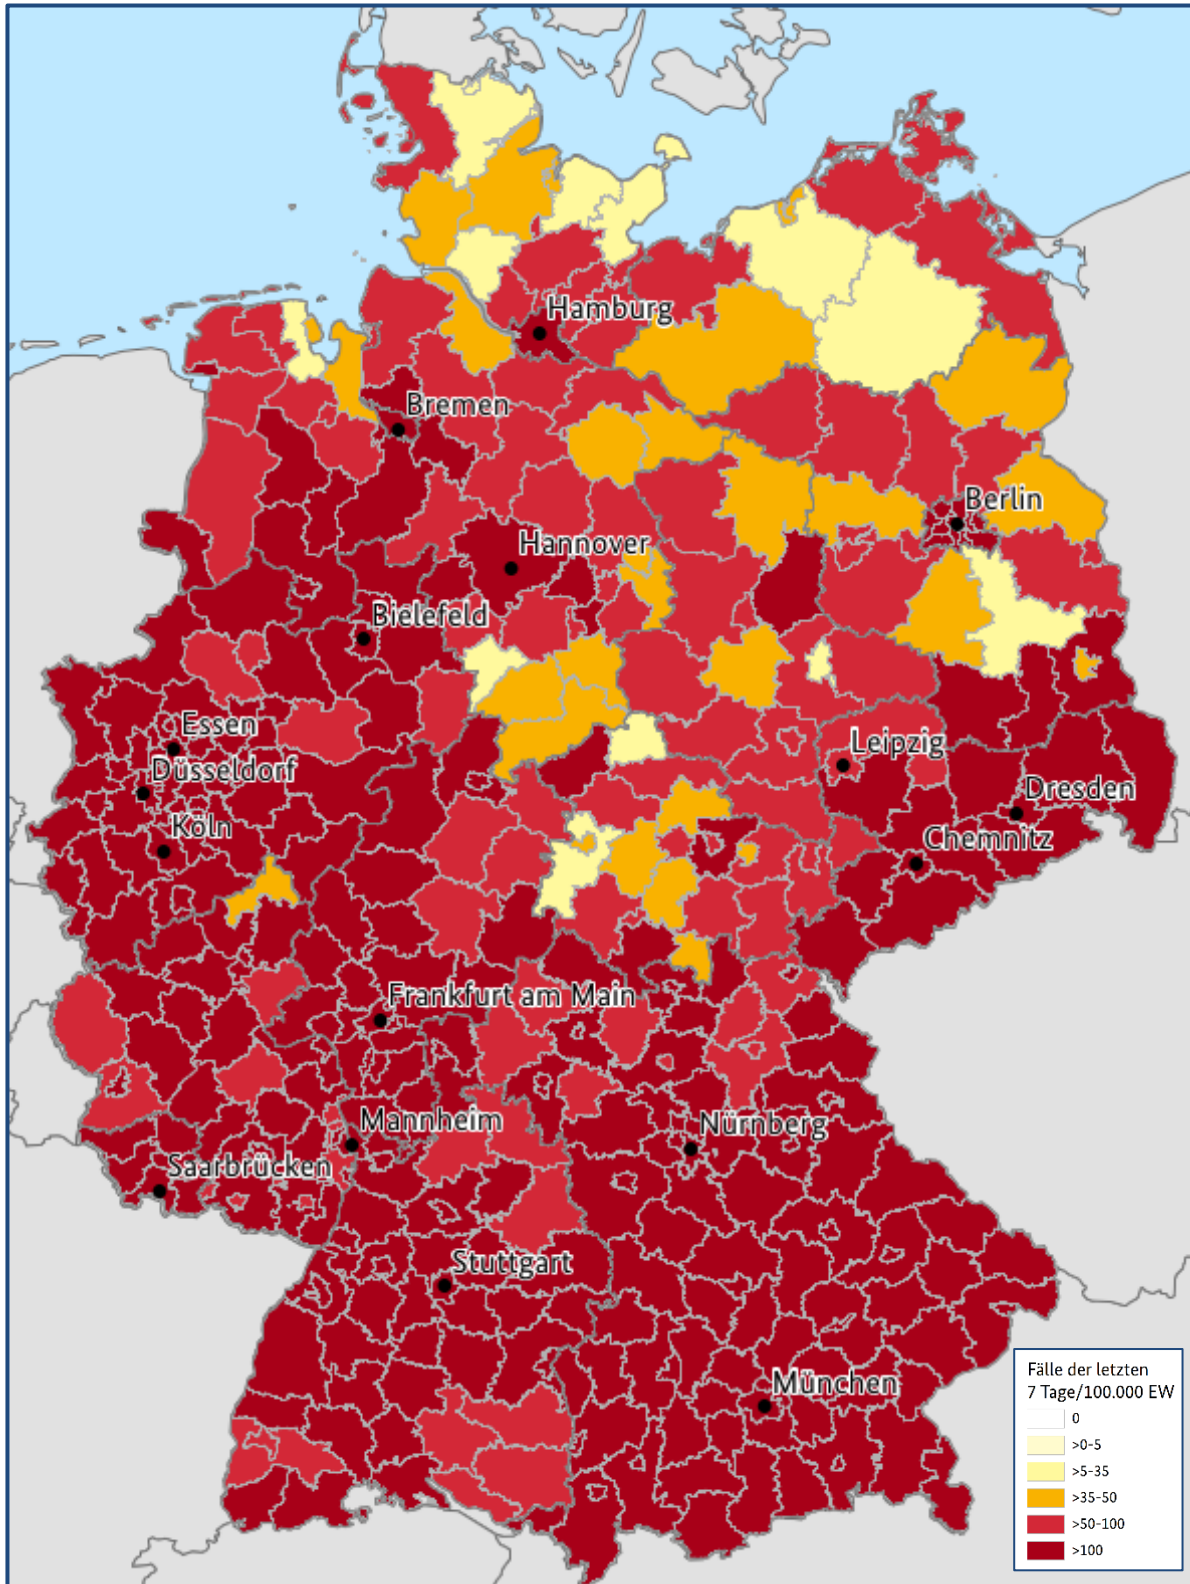 Hamburg
Bremen
Berlin
Hannover
Bielefeld
Essen
Leipzig
Düsseldorf
Dresden
Köln
Chemnitz
Frankfurt am Main
Mannheim
Nürnberg
Saarbrücken
Stuttgart
München
Fälle der letzten
7 Tage/100.000 EW
0
>0-5
>5-35
>35-50
>50-100
>100